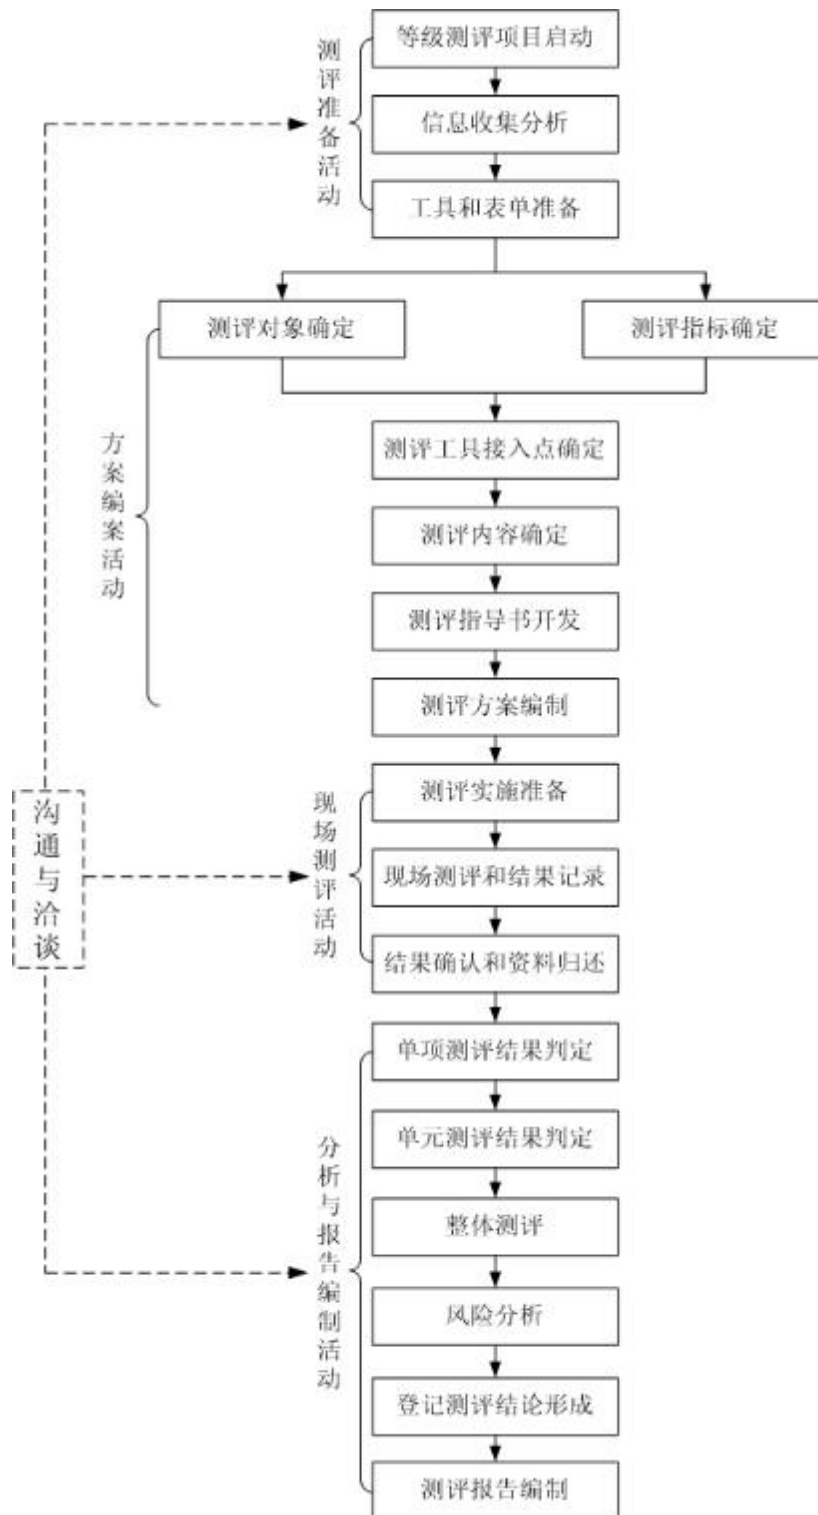 等级测评项目启动
测评准备活动
信息收集分析
工具和表单准备
测评对象确定
测评指标确定
方案编案活动
测评工具接入点确定
测评内容确定
测评指导书开发
测评方案编制
沟通与洽谈
现场测评活动
测评实施准备
现场测评和结果记录
结果确认和资料归还
分析与报告编制活动
单项测评结果判定
单元测评结果判定
整体测评
风险分析
登记测评结论形成
测评报告编制